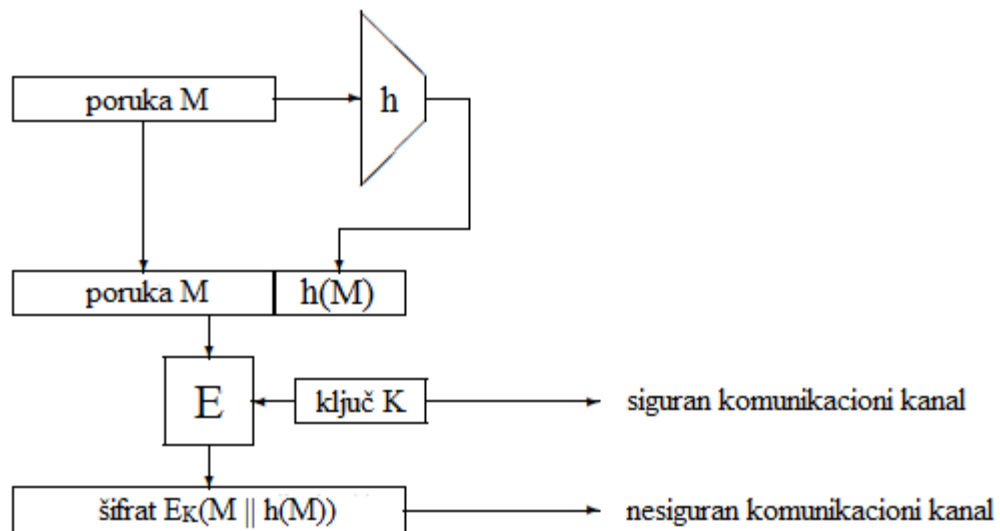 poruka M
h
poruka M
h(M)
E
ključ K
siguran komunikacioni kanal
šifrat EK(M || h(M))
nesiguran komunikacioni kanal